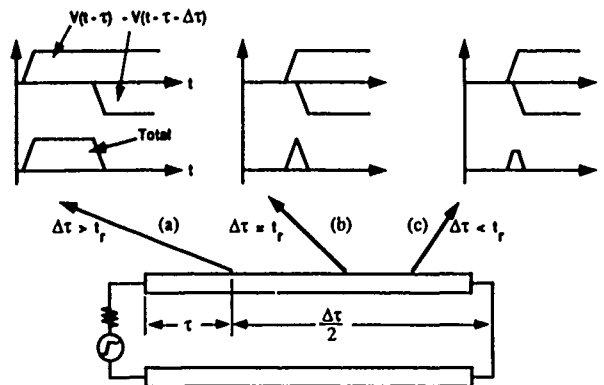 V(t - τ) - V(t - τ - Δτ)
t
Total
t
(a) (b) (c)
Δτ > t_r
Δτ = t_r
Δτ < t_r
τ
Δτ/2